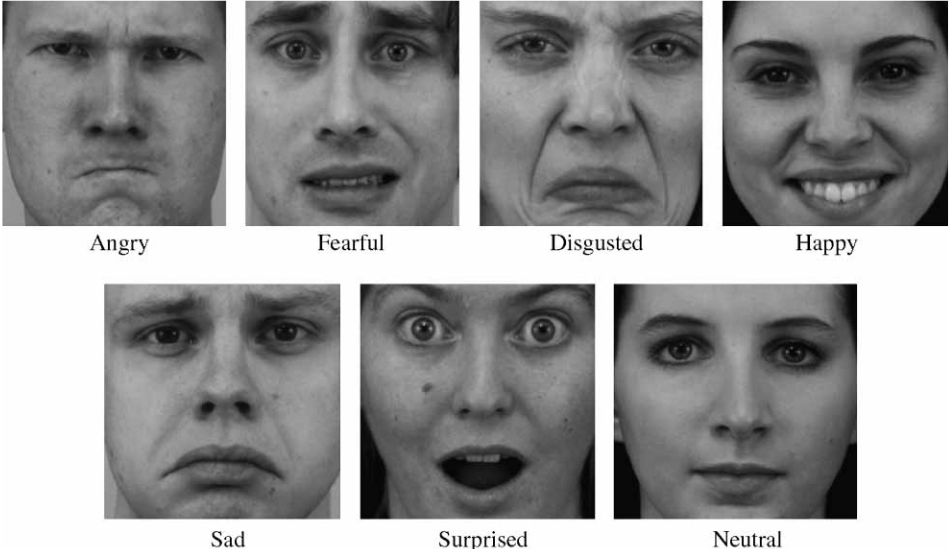 Angry
Fearful
Disgusted
Happy
Sad
Surprised
Neutral